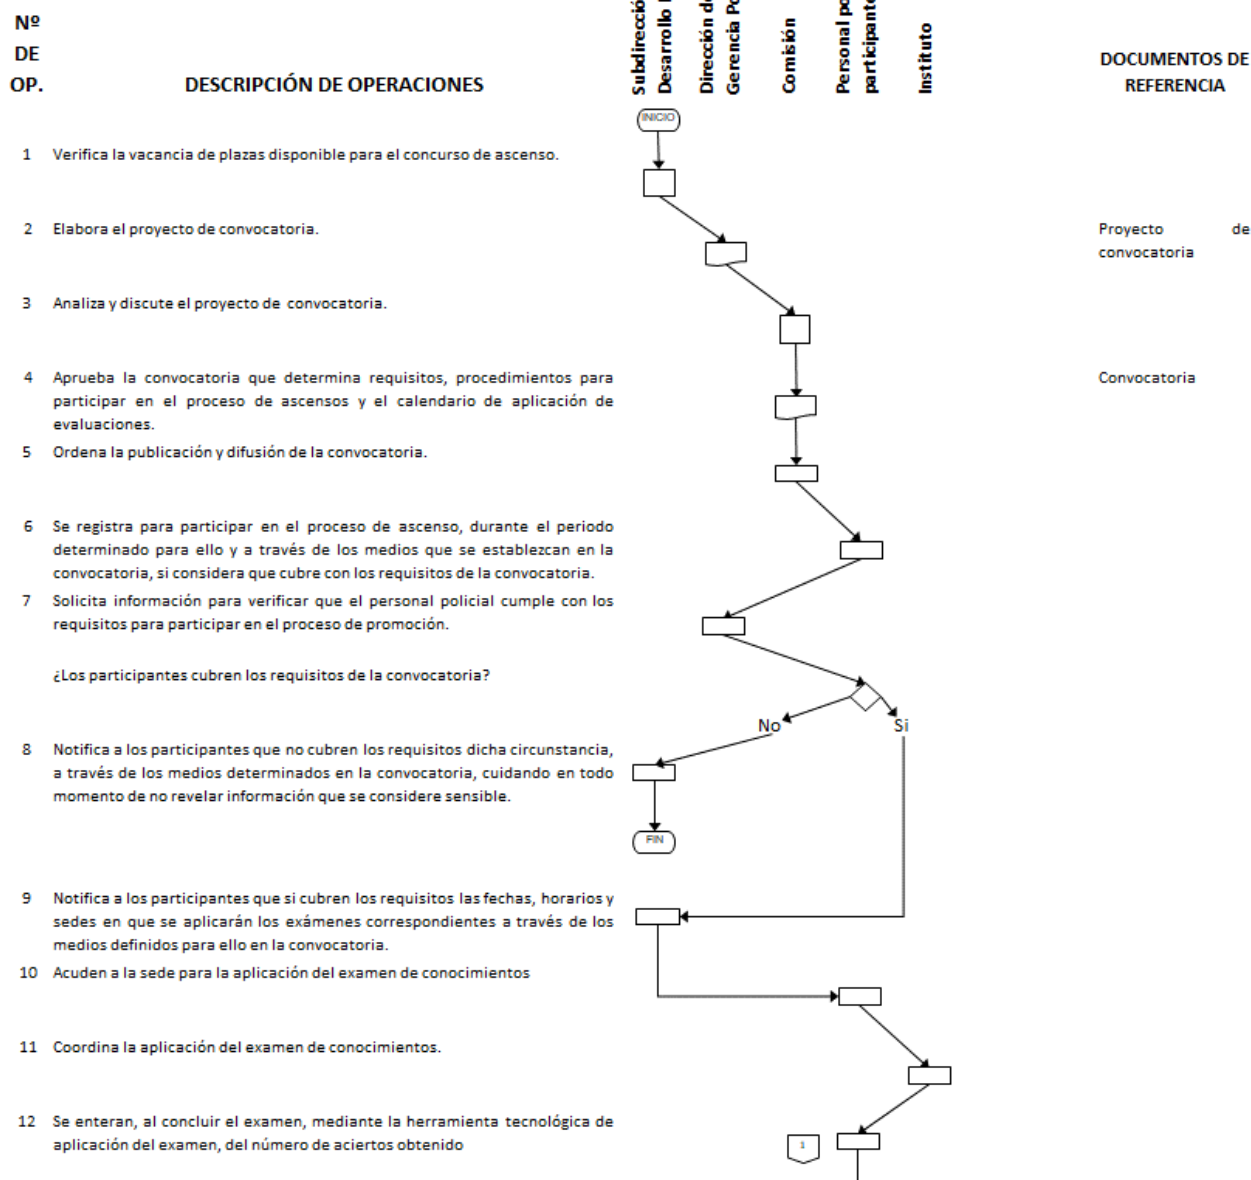 Nº
DE
OP.
DESCRIPCIÓN DE OPERACIONES
Desarrollo
Gerencia
Comisión
Personal
Instituto
DOCUMENTOS DE
REFERENCIA
INICIO
1 Verifica la vacancia de plazas disponible para el concurso de ascenso.
2 Elabora el proyecto de convocatoria.
Proyecto de
convocatoria
3 Analiza y discute el proyecto de convocatoria.
4 Aprueba la convocatoria que determina requisitos, procedimientos para
participar en el proceso de ascensos y el calendario de aplicación de
evaluaciones.
Convocatoria
5 Ordena la publicación y difusión de la convocatoria.
6 Se registra para participar en el proceso de ascenso, durante el periodo
determinado para ello y a través de los medios que se establezcan en la
convocatoria, si considera que cubre con los requisitos de la convocatoria.
7 Solicita información para verificar que el personal policial cumple con los
requisitos para participar en el proceso de promoción.
¿Los participantes cubren los requisitos de la convocatoria?
No
Si
8 Notifica a los participantes que no cubren los requisitos dicha circunstancia,
a través de los medios determinados en la convocatoria, cuidando en todo
momento de no revelar información que se considere sensible.
FIN
9 Notifica a los participantes que si cubren los requisitos las fechas, horarios y
sedes en que se aplicarán los exámenes correspondientes a través de los
medios definidos para ello en la convocatoria.
10 Acuden a la sede para la aplicación del examen de conocimientos
11 Coordina la aplicación del examen de conocimientos.
12 Se enteran, al concluir el examen, mediante la herramienta tecnológica de
aplicación del examen, del número de aciertos obtenido
1